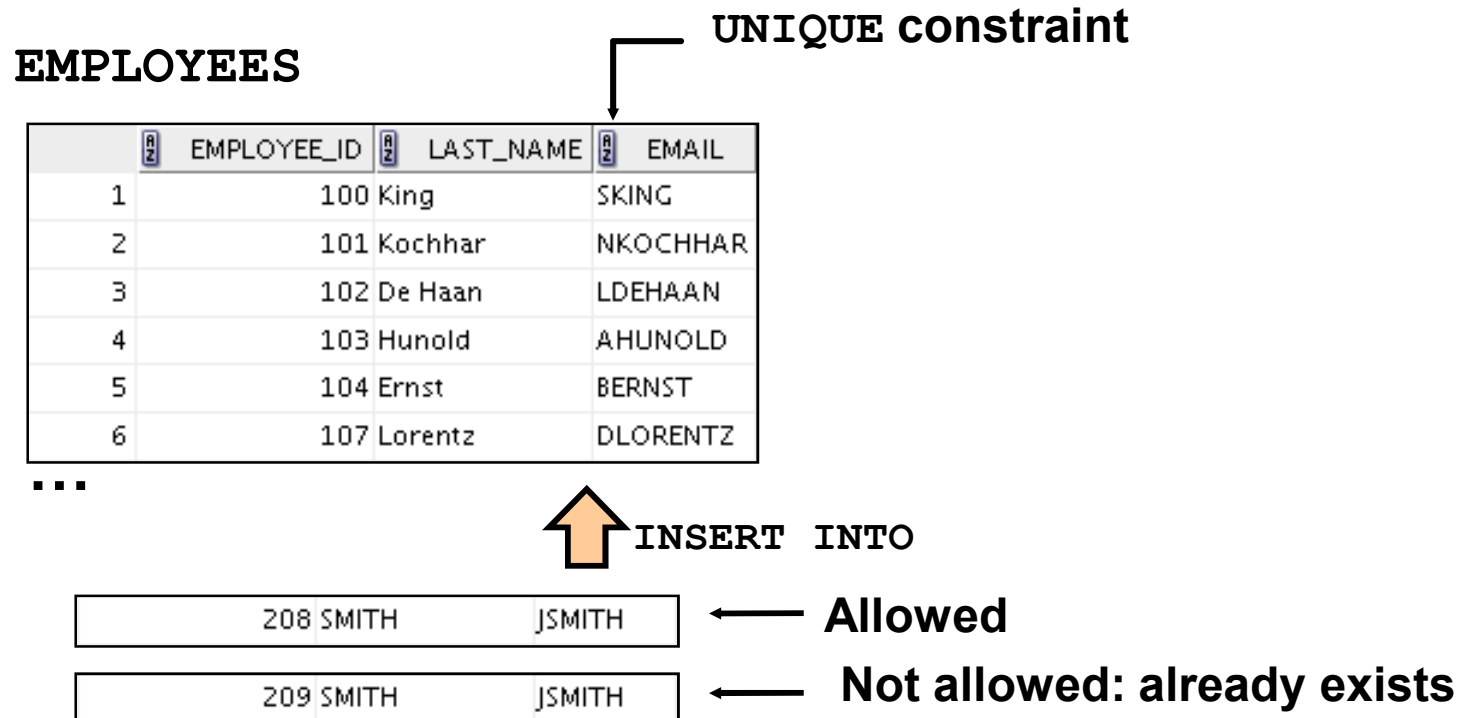 UNIQUE constraint
EMPLOYEES
EMPLOYEE_ID LAST_NAME EMAIL
1 100 King SKING
2 101 Kochhar NKOCHHAR
3 102 De Haan LDEHAAN
4 103 Hunold AHUNOLD
5 104 Ernst BERNST
6 107 Lorentz DLORENTZ
...
INSERT INTO
208 SMITH JSMITH Allowed
209 SMITH JSMITH Not allowed: already exists